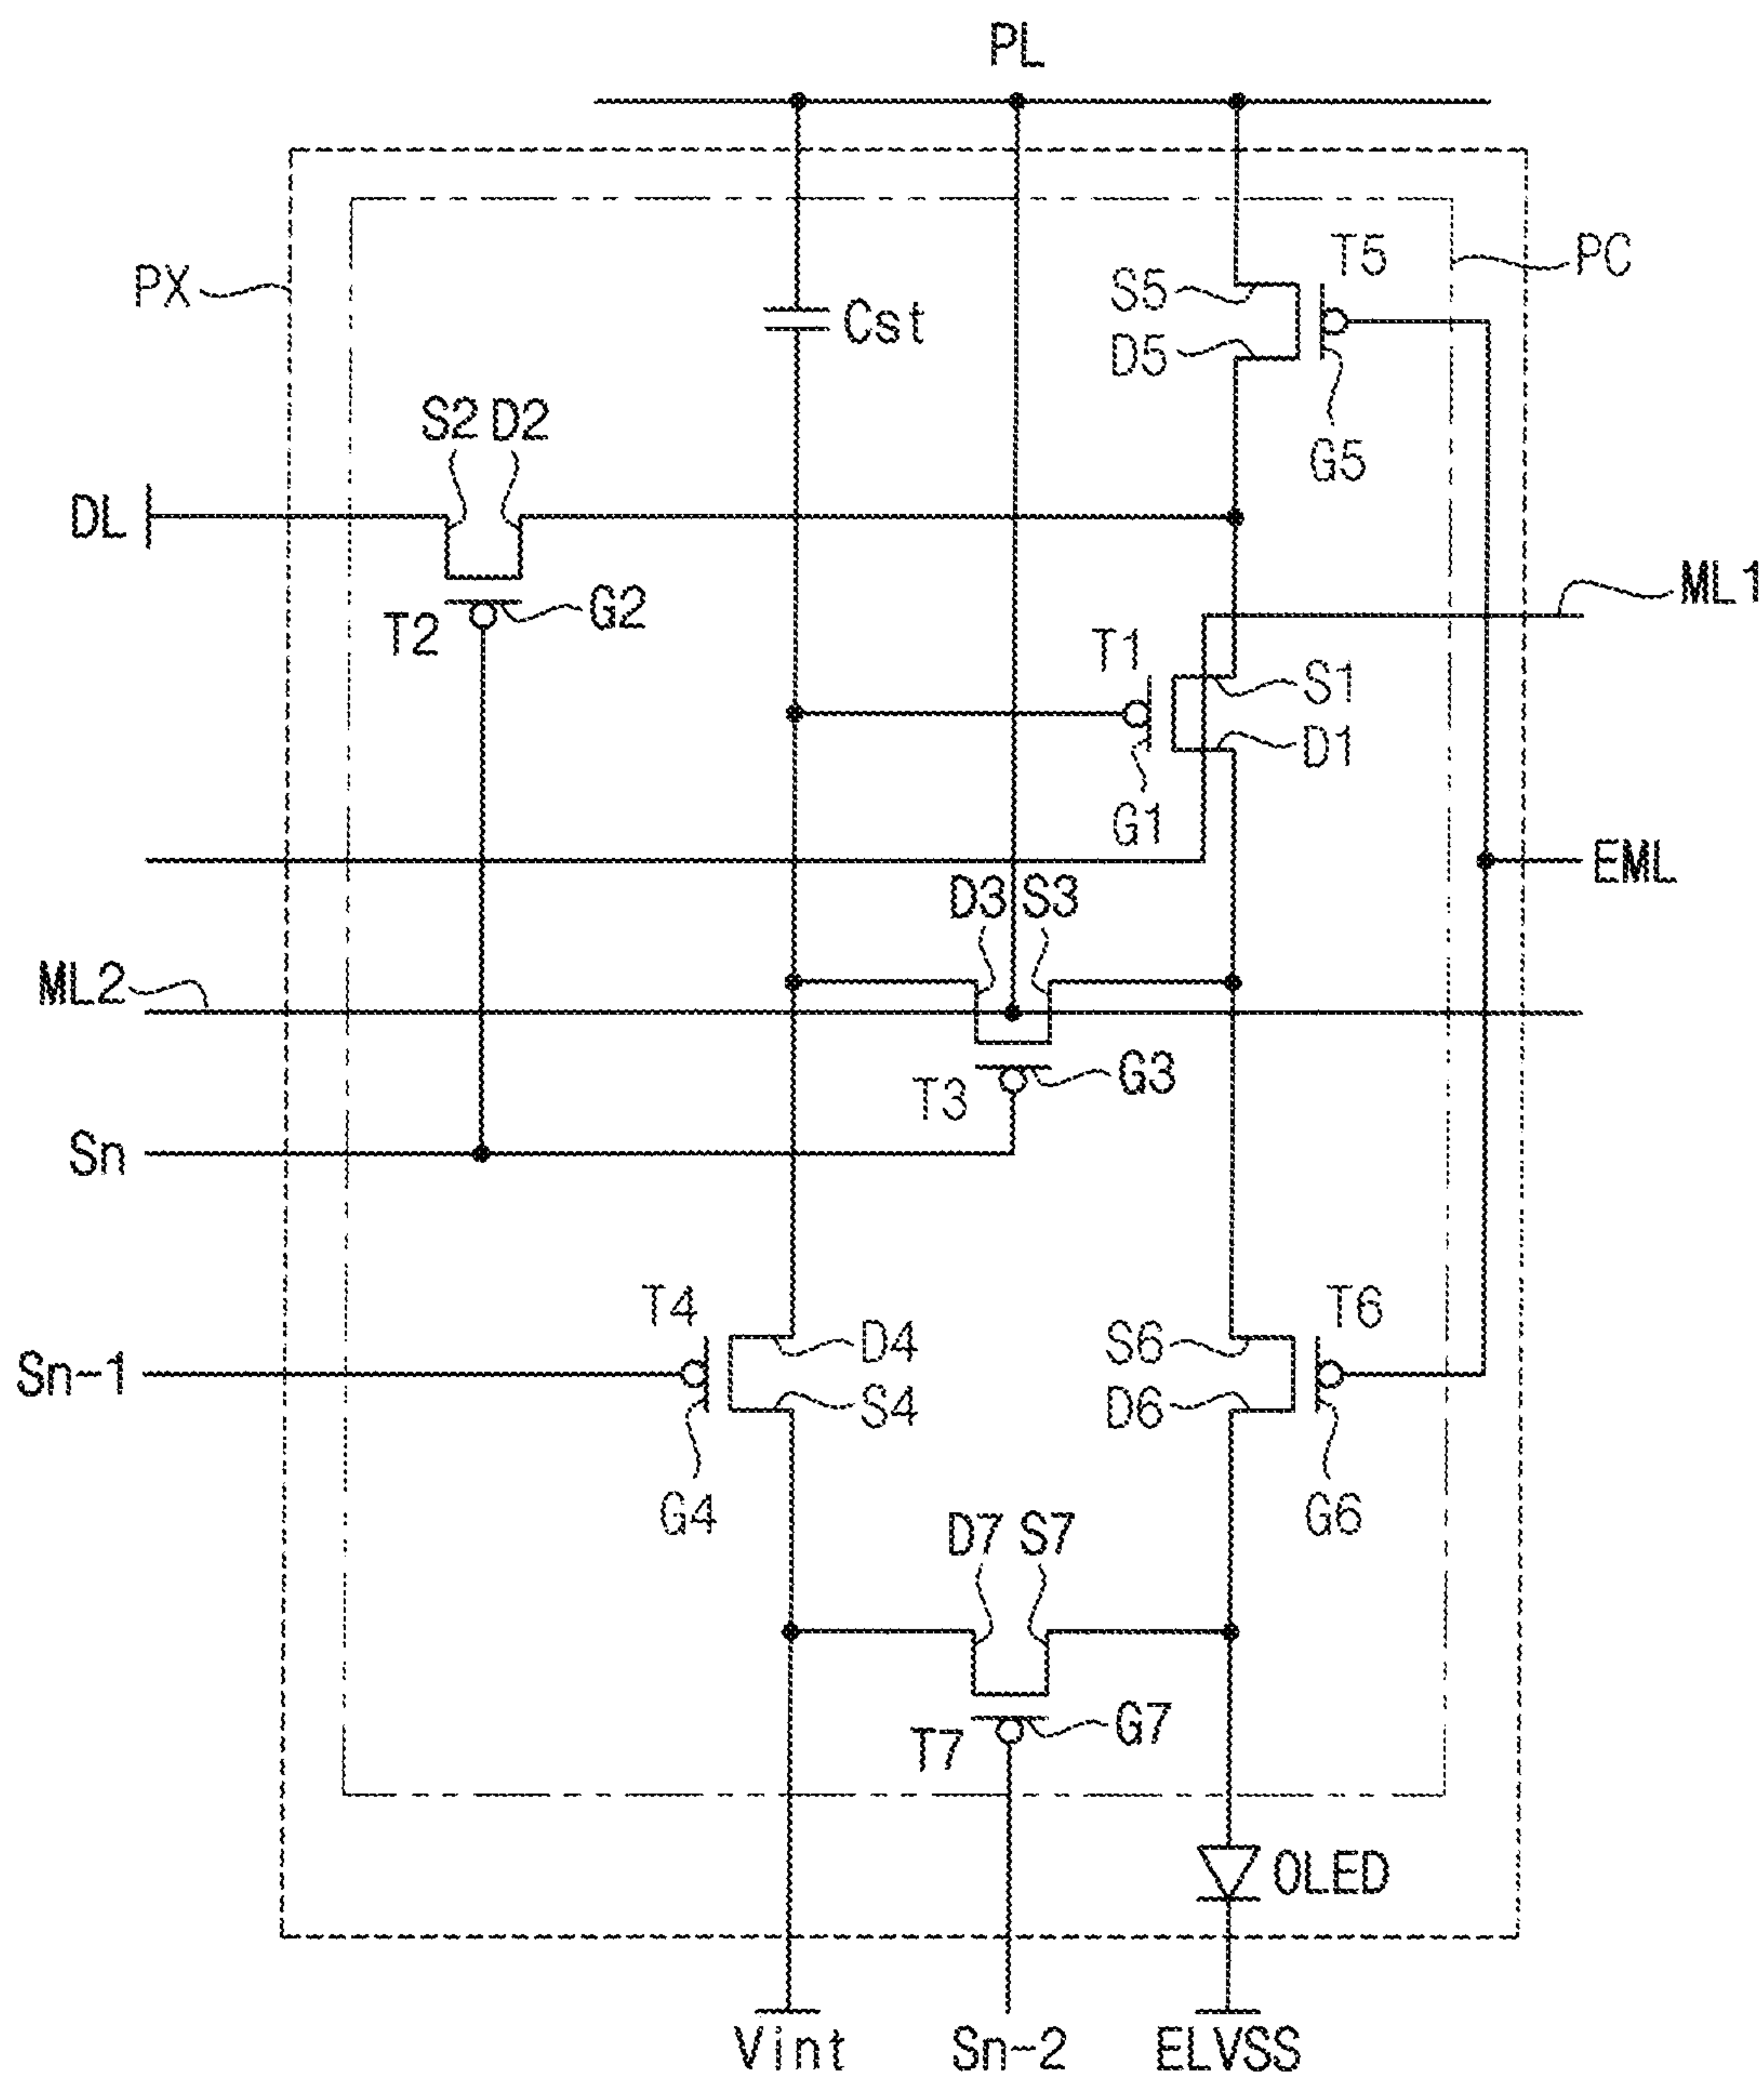 PL
PX
T5
PC
S5
Cst
D5
S2 D2
G5
DL
ML1
G2
T2
T1
S1
D1
G1
EML
D3 S3
ML2
G3
T3
Sn
T4
T6
D4
S6
Sn-1
S4
D6
G4
G6
D7 S7
G7
T7
OLED
Vint
Sn-2
ELVSS